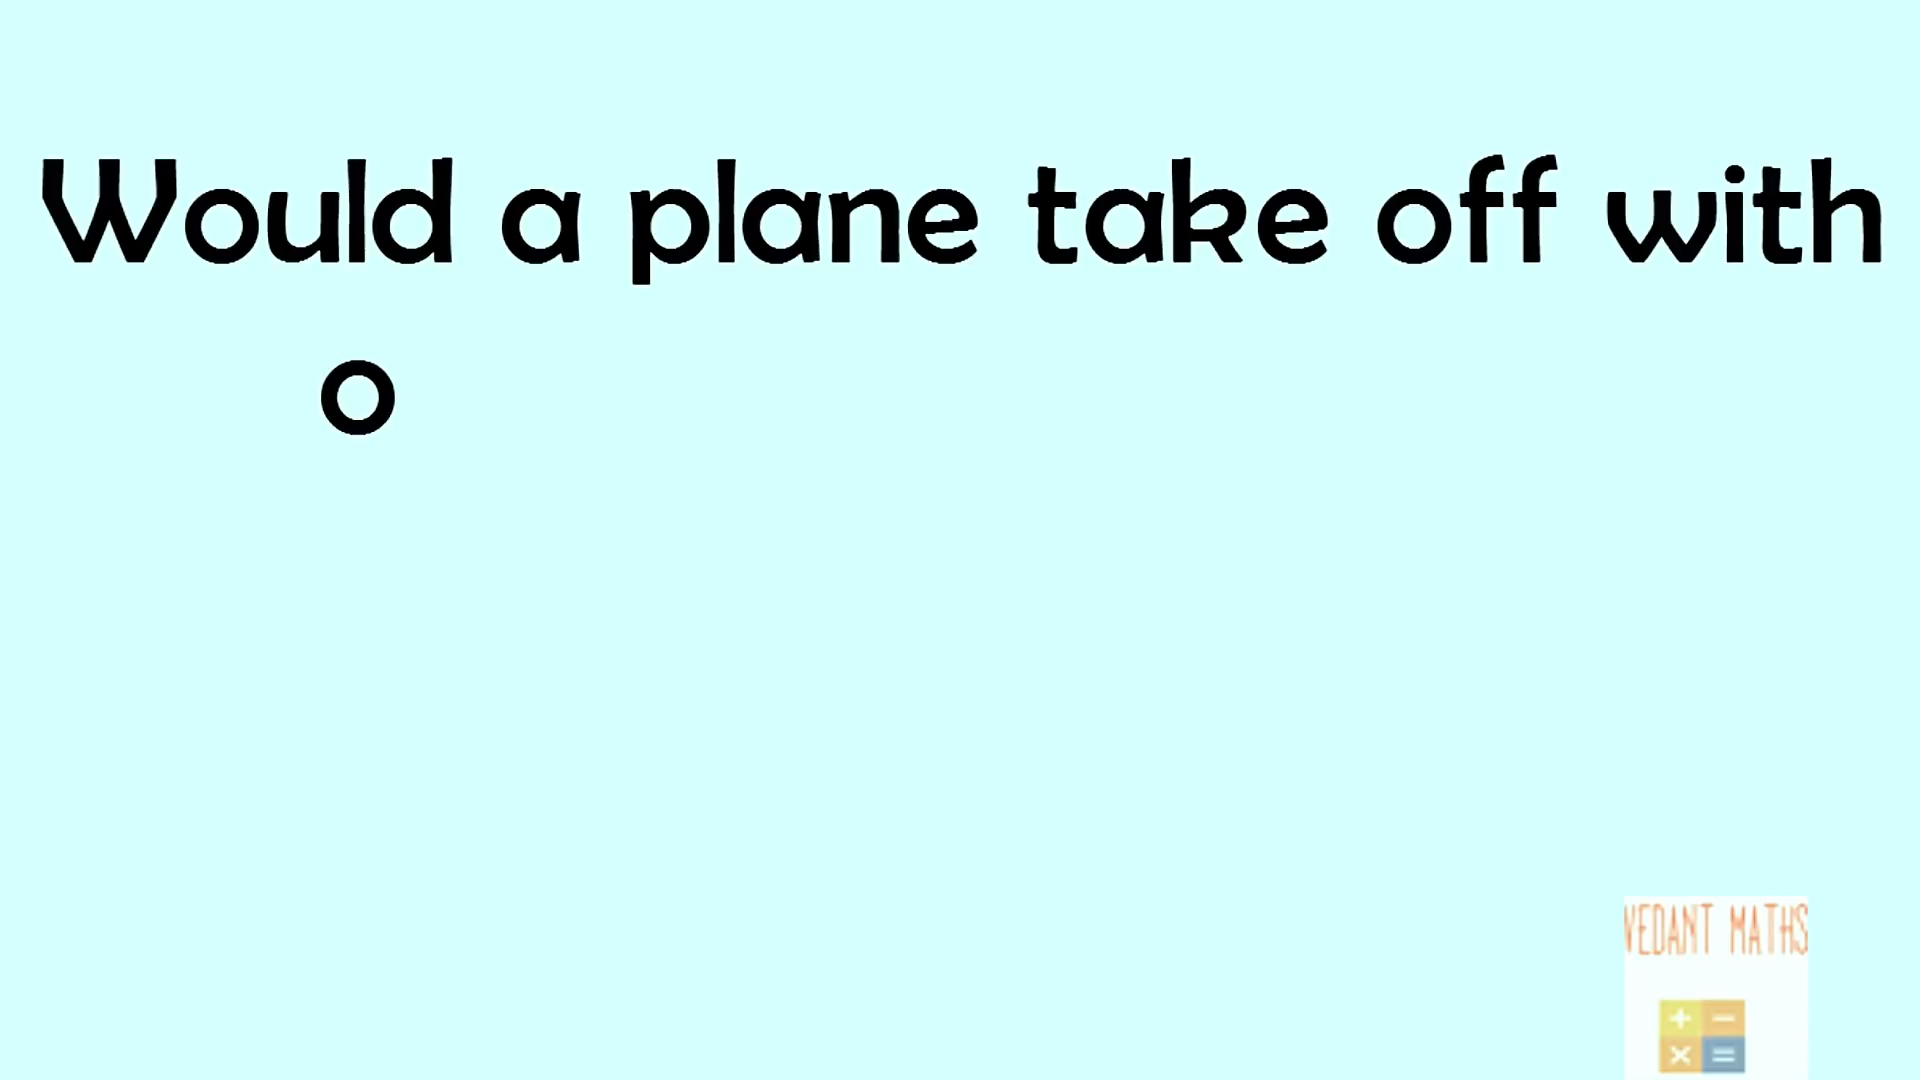 Would a plane take off with
o
VEDANT MATHS
+ −
× =